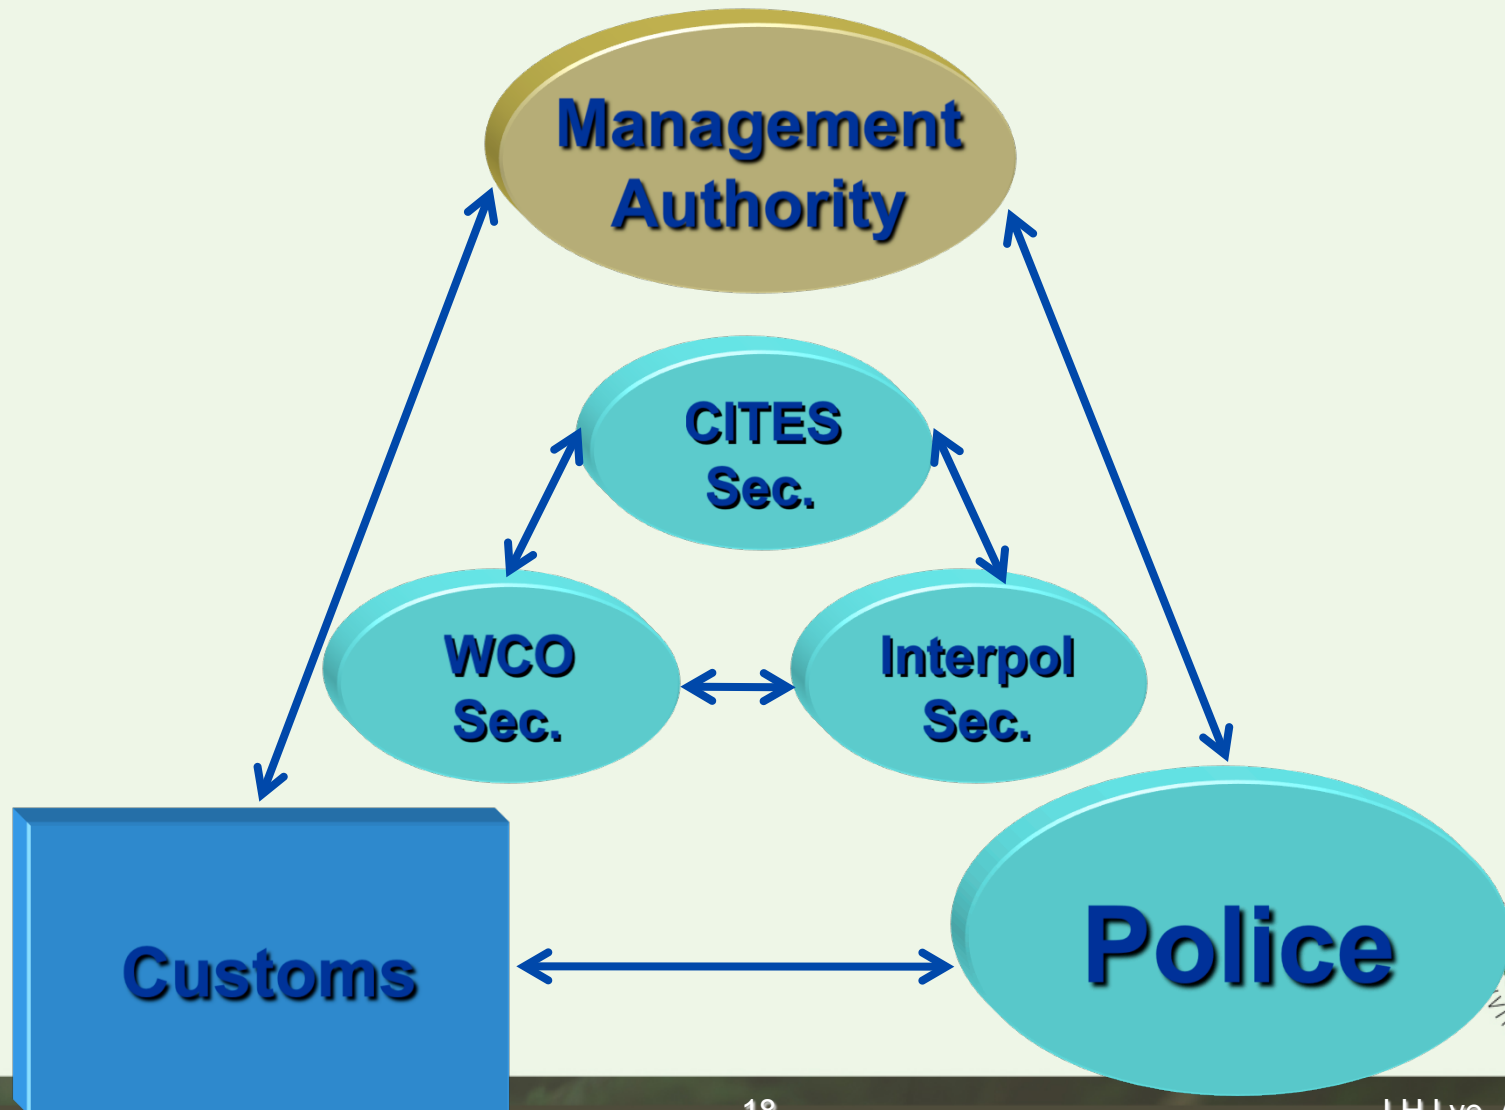 Management
Authority
CITES
Sec.
WCO
Sec.
Interpol
Sec.
Customs
Police